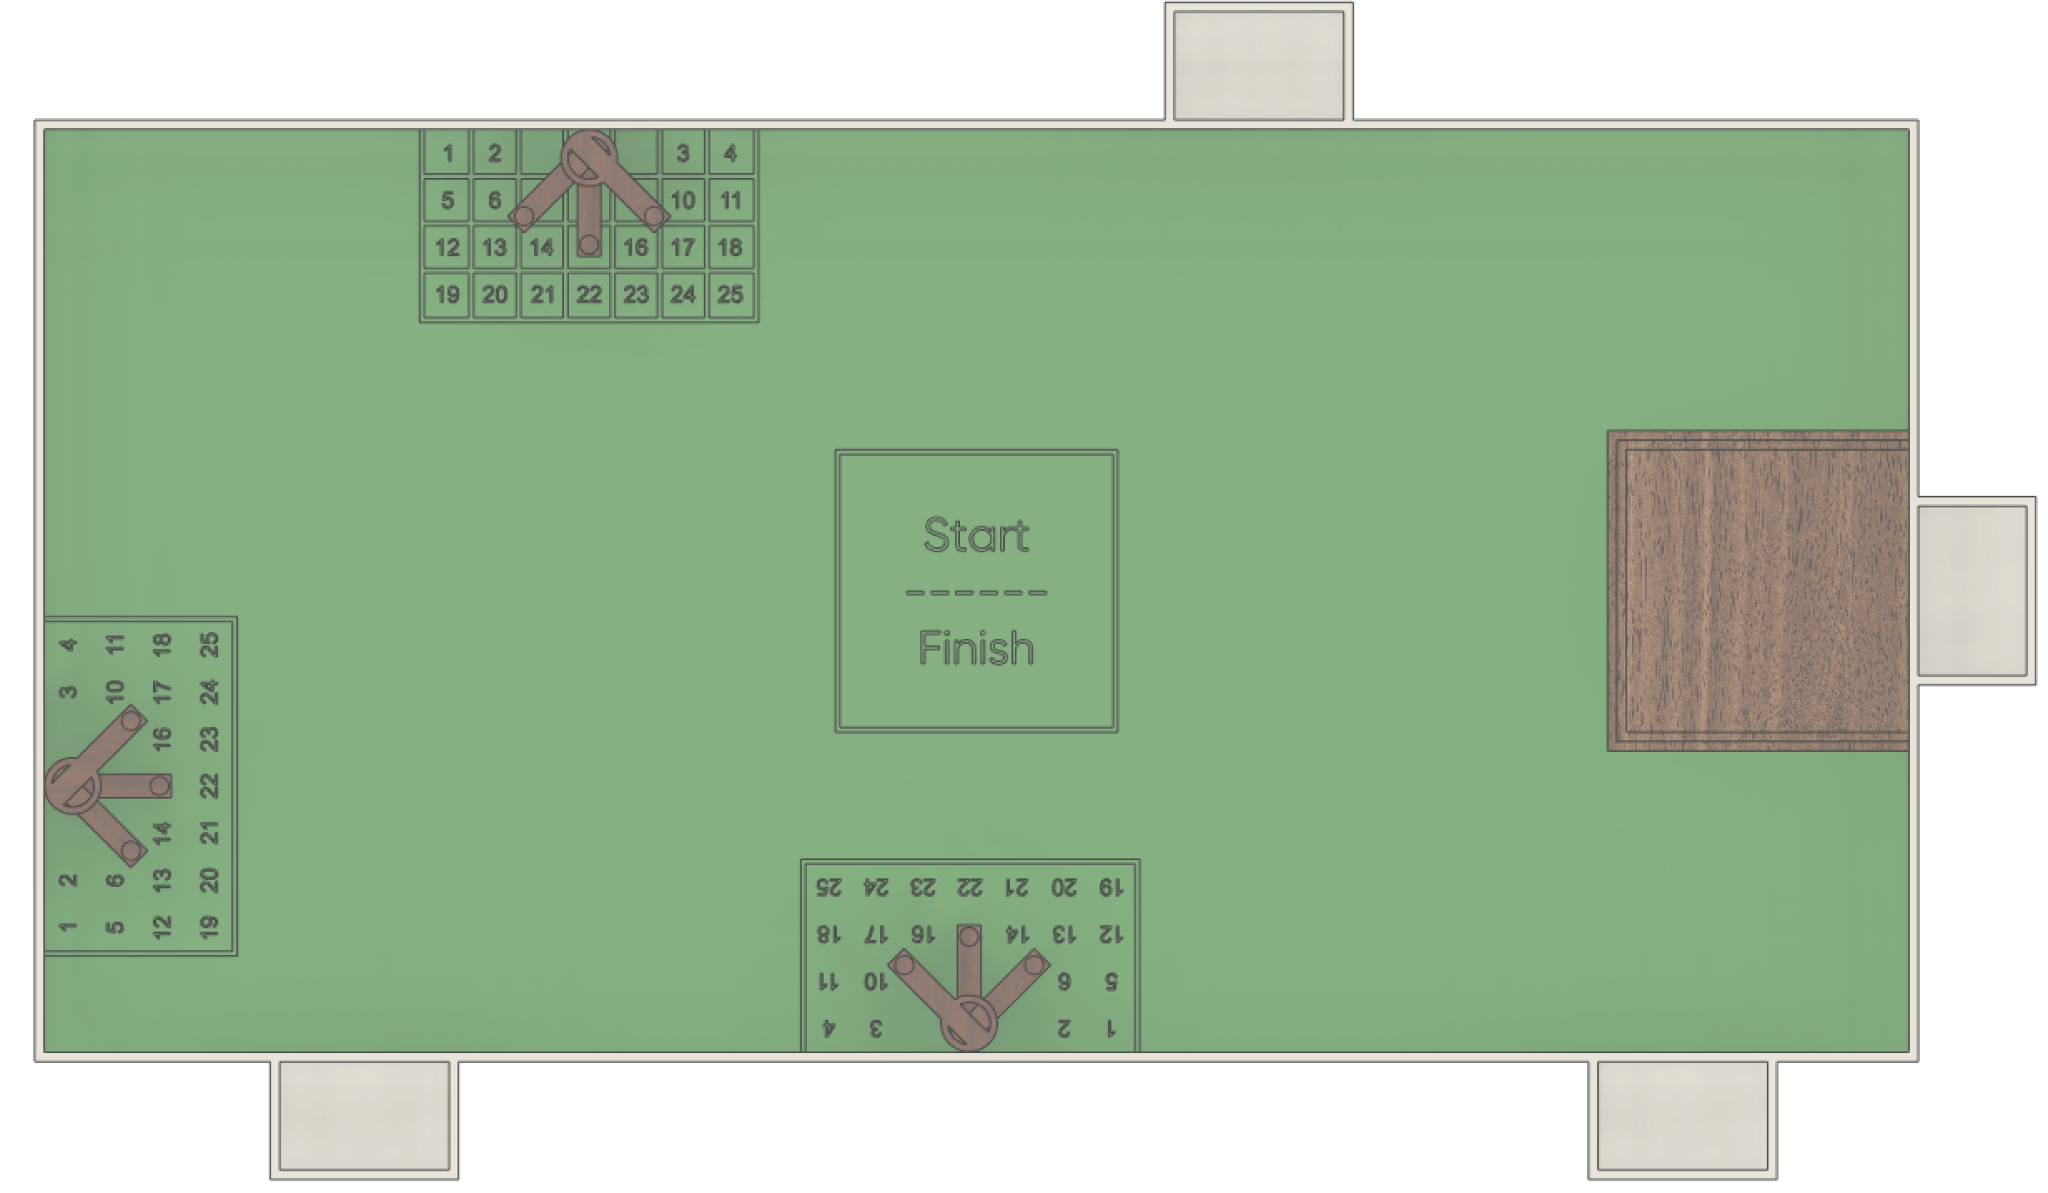 1 2 3 4
5 6 10 11
12 13 14 16 17 18
19 20 21 22 23 24 25
Start
------
Finish
4 11 18 25
3 10 17 24
16 23
22
14 21
2 6 13 20
1 5 12 19
25 24 23 22 21 20 19
18 17 16 14 13 12
11 10 6 5
4 3 2 1